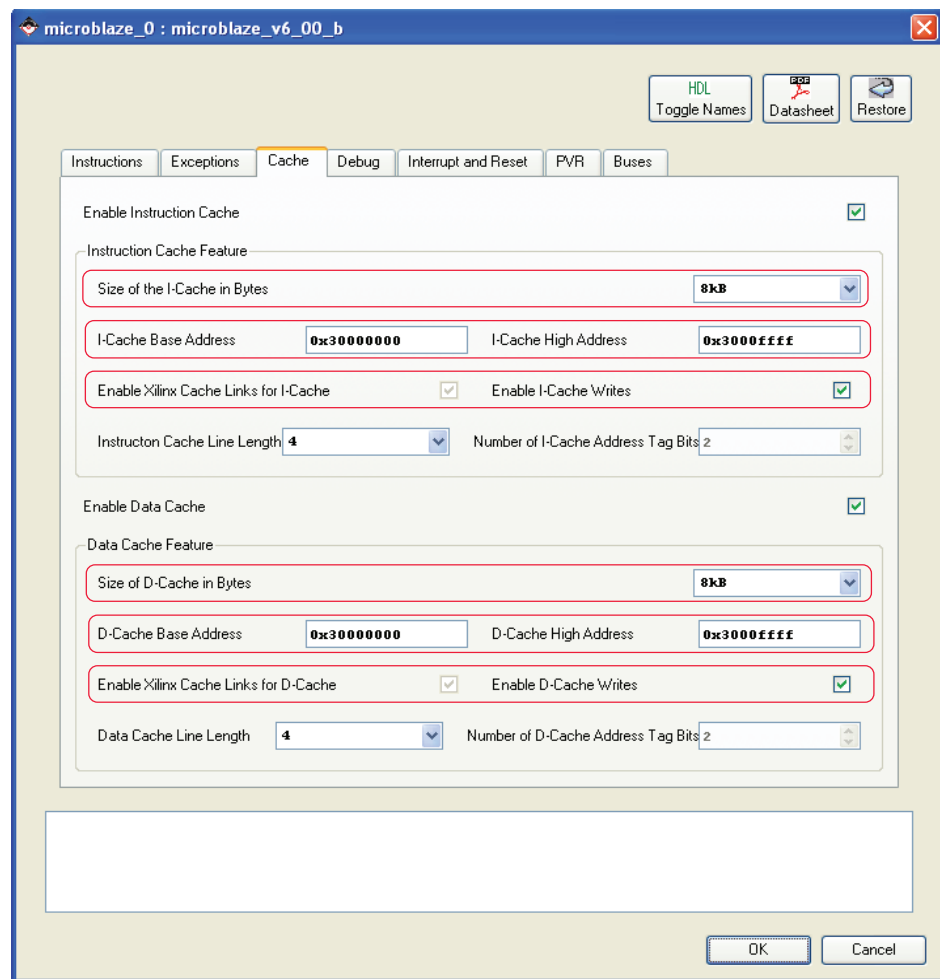 microblaze_0 : microblaze_v6_00_b
HDL
Toggle Names
PDF
Datasheet
Restore
Instructions Exceptions Cache Debug Interrupt and Reset PVR Buses
Enable Instruction Cache
Instruction Cache Feature
Size of the I-Cache in Bytes 8kB
I-Cache Base Address 0x30000000 I-Cache High Address 0x3000ffff
Enable Xilinx Cache Links for I-Cache Enable I-Cache Writes
Instructon Cache Line Length 4 Number of I-Cache Address Tag Bits 2
Enable Data Cache
Data Cache Feature
Size of D-Cache in Bytes 8kB
D-Cache Base Address 0x30000000 D-Cache High Address 0x3000ffff
Enable Xilinx Cache Links for D-Cache Enable D-Cache Writes
Data Cache Line Length 4 Number of D-Cache Address Tag Bits 2
OK Cancel